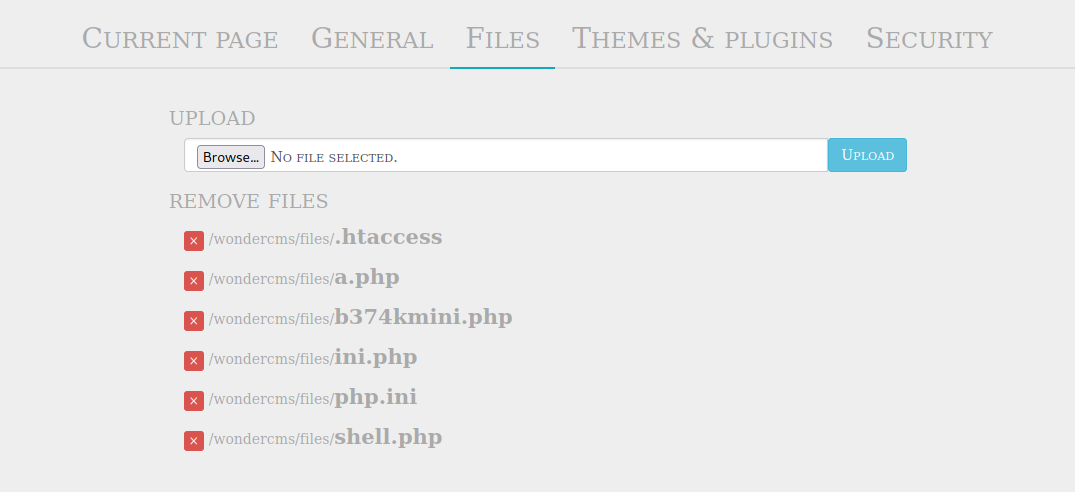 Current page General Files Themes & plugins Security
UPLOAD
Browse... No file selected. Upload
REMOVE FILES
× /wondercms/files/.htaccess
× /wondercms/files/a.php
× /wondercms/files/b374kmini.php
× /wondercms/files/ini.php
× /wondercms/files/php.ini
× /wondercms/files/shell.php